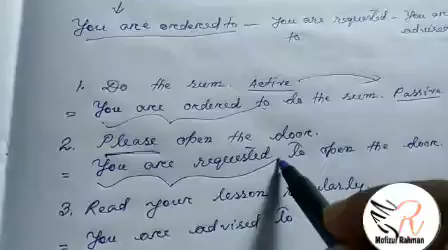 You are ordered to — You are requested to — You are advised
1. Do the sum. Active
= You are ordered to do the sum. Passive
2. Please open the door.
= You are requested to open the door.
3. Read your lesson regularly
= You are advised to
Mofizur Rahman